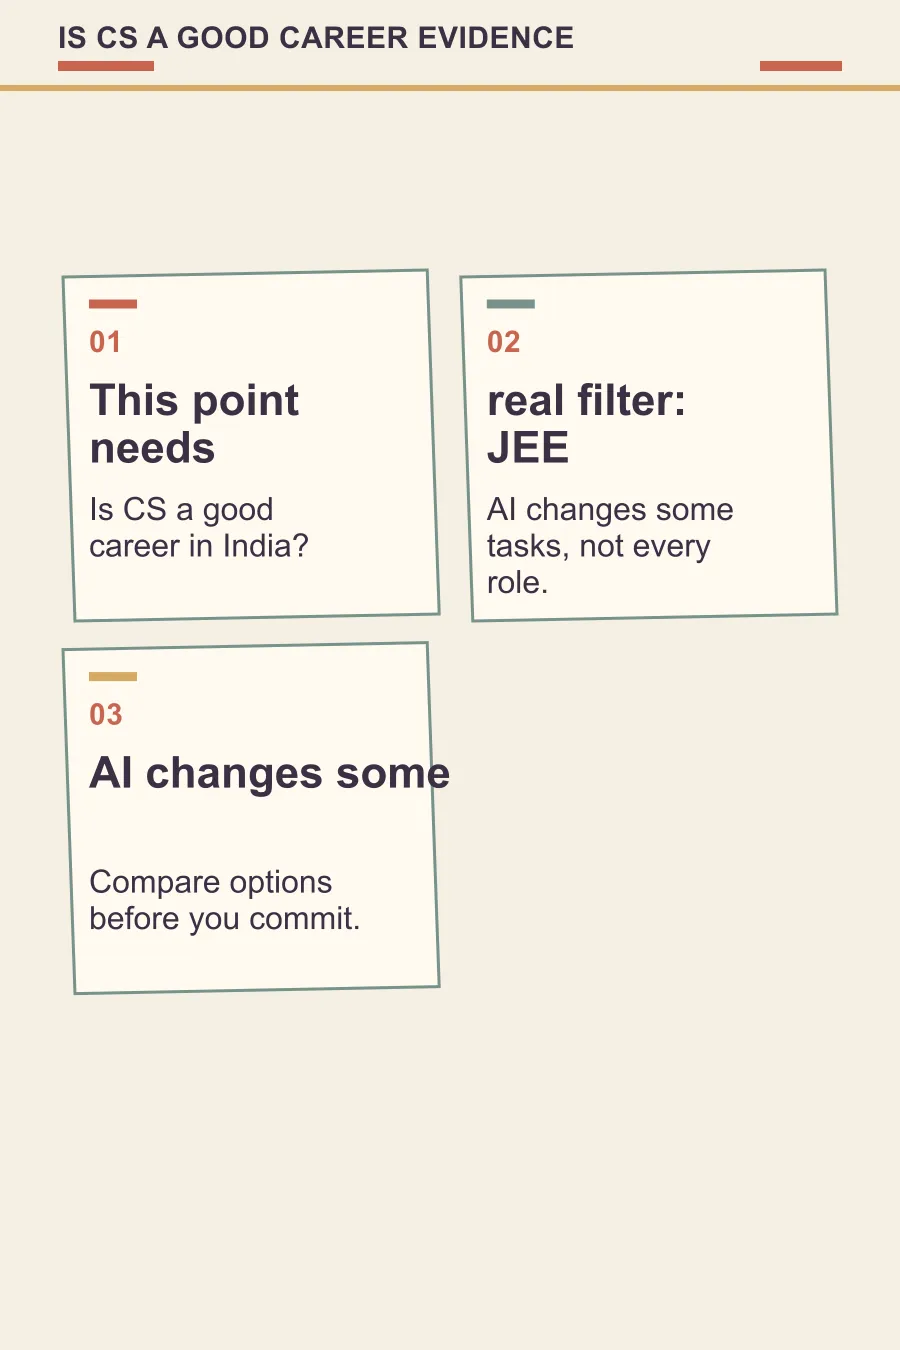 IS CS A GOOD CAREER EVIDENCE
01
This point
needs
Is CS a good
career in India?
02
real filter:
JEE
AI changes some
tasks, not every
role.
03
AI changes some
Compare options
before you commit.